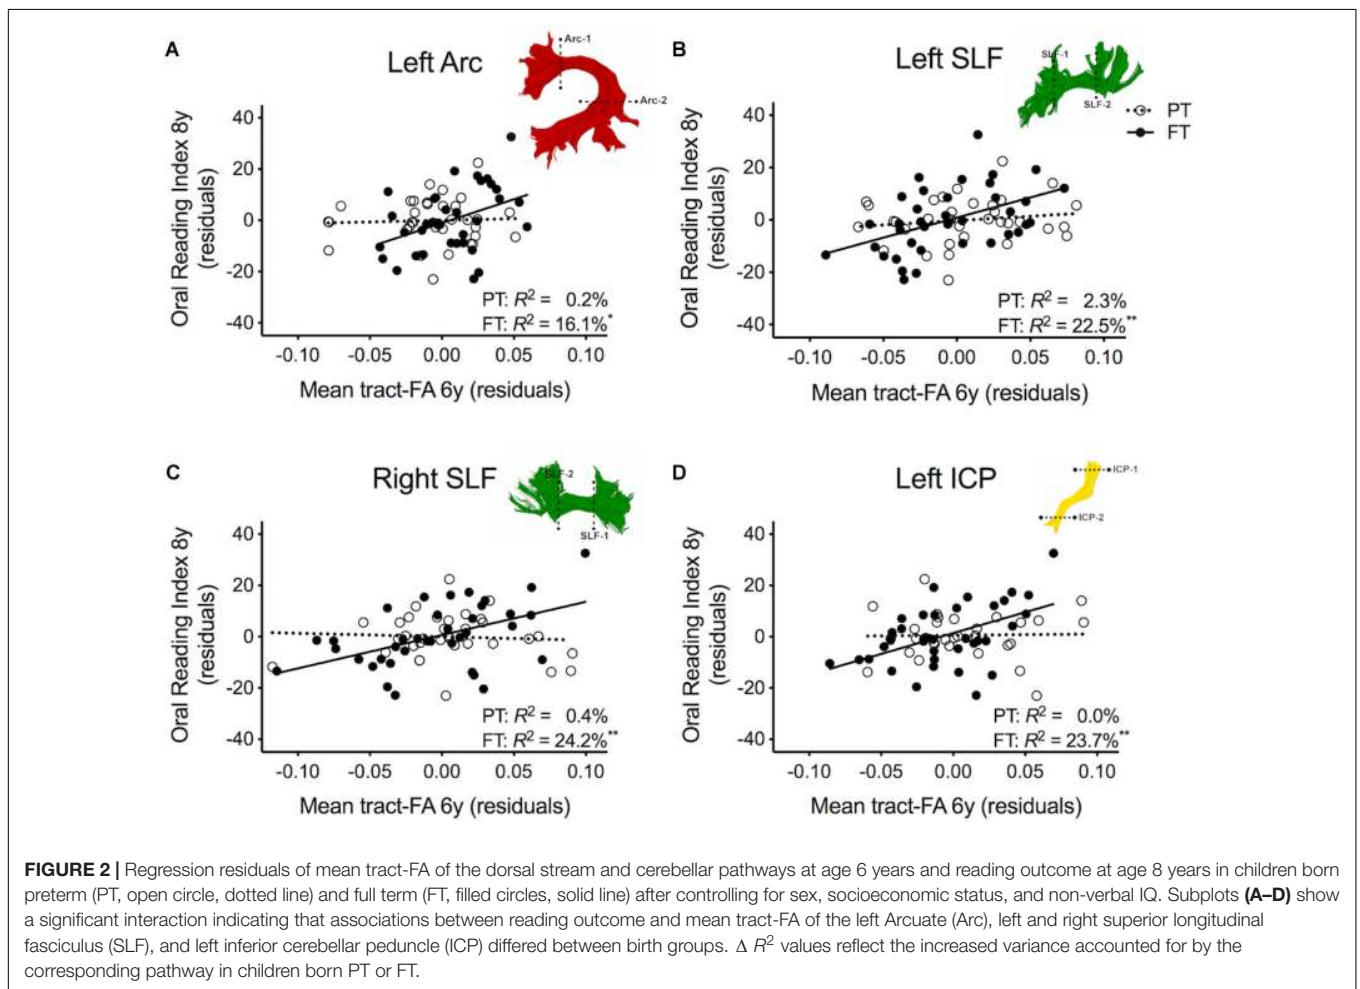 A
Left Arc
Arc-1
Arc-2
Oral Reading Index 8y
(residuals)
40
20
0
-20
-40
PT: R² = 0.2%
FT: R² = 16.1%*
-0.10 -0.05 0.00 0.05 0.10
Mean tract-FA 6y (residuals)
B
Left SLF
SLF-1
SLF-2
PT
FT
Oral Reading Index 8y
(residuals)
40
20
0
-20
-40
PT: R² = 2.3%
FT: R² = 22.5%**
-0.10 -0.05 0.00 0.05 0.10
Mean tract-FA 6y (residuals)
C
Right SLF
SLF-2
SLF-1
Oral Reading Index 8y
(residuals)
40
20
0
-20
-40
PT: R² = 0.4%
FT: R² = 24.2%**
-0.10 -0.05 0.00 0.05 0.10
Mean tract-FA 6y (residuals)
D
Left ICP
ICP-1
ICP-2
Oral Reading Index 8y
(residuals)
40
20
0
-20
-40
PT: R² = 0.0%
FT: R² = 23.7%**
-0.10 -0.05 0.00 0.05 0.10
Mean tract-FA 6y (residuals)
FIGURE 2 | Regression residuals of mean tract-FA of the dorsal stream and cerebellar pathways at age 6 years and reading outcome at age 8 years in children born
preterm (PT, open circle, dotted line) and full term (FT, filled circles, solid line) after controlling for sex, socioeconomic status, and non-verbal IQ. Subplots (A–D) show
a significant interaction indicating that associations between reading outcome and mean tract-FA of the left Arcuate (Arc), left and right superior longitudinal
fasciculus (SLF), and left inferior cerebellar peduncle (ICP) differed between birth groups. Δ R² values reflect the increased variance accounted for by the
corresponding pathway in children born PT or FT.